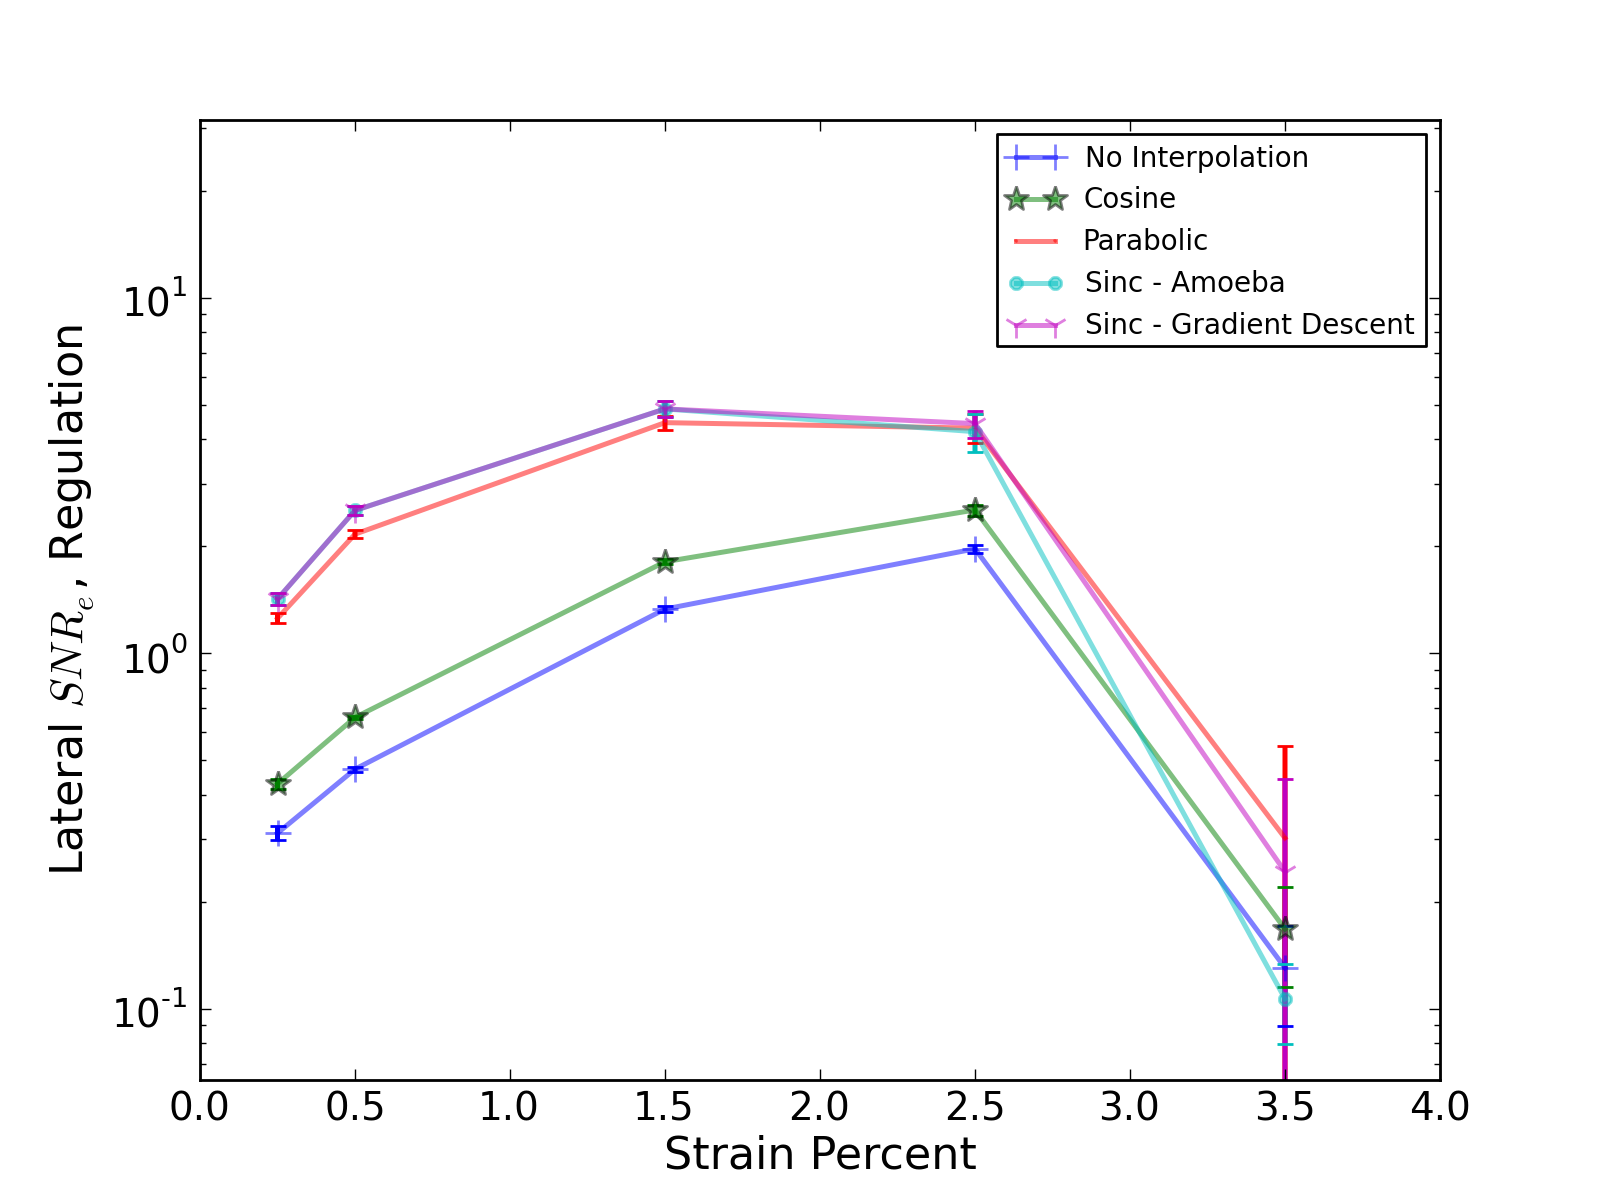 No Interpolation
Cosine
Parabolic
Sinc - Amoeba
Sinc - Gradient Descent
Lateral SNR_e, Regulation
10^1
10^0
10^-1
0.0 0.5 1.0 1.5 2.0 2.5 3.0 3.5 4.0
Strain Percent